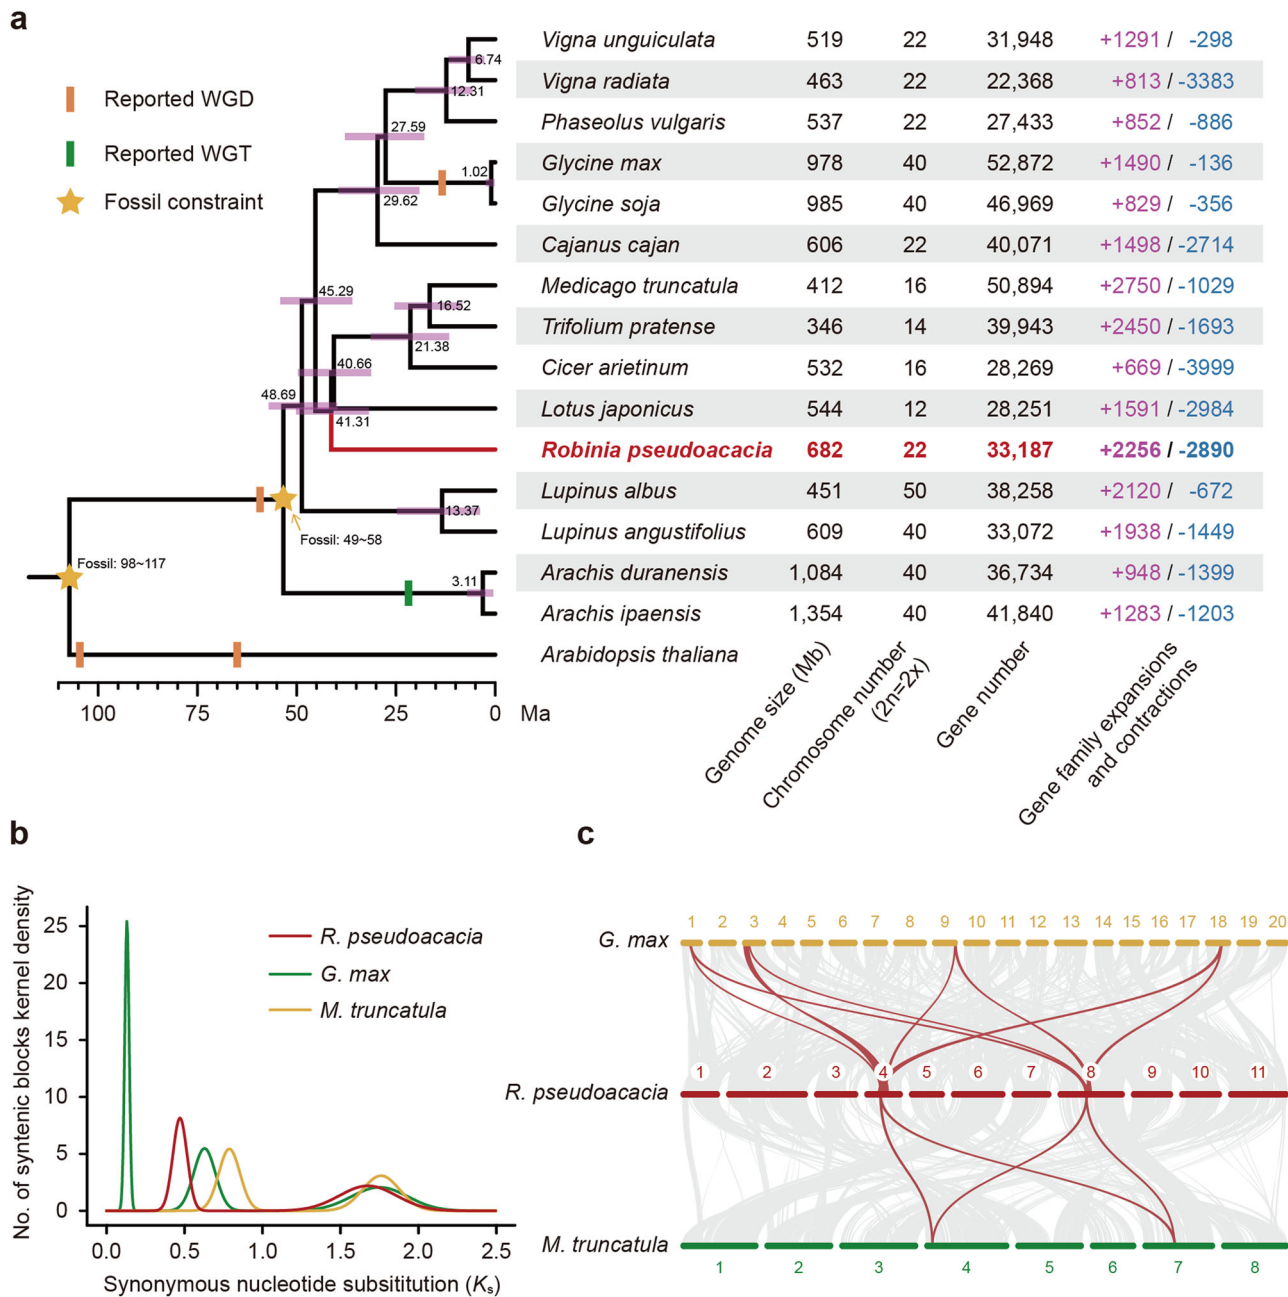 a
Reported WGD
Reported WGT
Fossil constraint
Vigna unguiculata 519 22 31,948 +1291 / -298
Vigna radiata 463 22 22,368 +813 / -3383
Phaseolus vulgaris 537 22 27,433 +852 / -886
Glycine max 978 40 52,872 +1490 / -136
Glycine soja 985 40 46,969 +829 / -356
Cajanus cajan 606 22 40,071 +1498 / -2714
Medicago truncatula 412 16 50,894 +2750 / -1029
Trifolium pratense 346 14 39,943 +2450 / -1693
Cicer arietinum 532 16 28,269 +669 / -3999
Lotus japonicus 544 12 28,251 +1591 / -2984
Robinia pseudoacacia 682 22 33,187 +2256 / -2890
Lupinus albus 451 50 38,258 +2120 / -672
Lupinus angustifolius 609 40 33,072 +1938 / -1449
Arachis duranensis 1,084 40 36,734 +948 / -1399
Arachis ipaensis 1,354 40 41,840 +1283 / -1203
Arabidopsis thaliana
6.74
12.31
27.59
1.02
29.62
45.29
16.52
21.38
40.66
48.69
41.31
13.37
Fossil: 49~58
Fossil: 98~117
3.11
100 75 50 25 0 Ma
Genome size (Mb)
Chromosome number
(2n=2x)
Gene number
Gene family expansions
and contractions
b
No. of syntenic blocks kernel density
25
20
15
10
5
0
R. pseudoacacia
G. max
M. truncatula
0.0 0.5 1.0 1.5 2.0 2.5
Synonymous nucleotide subsititution (Ks)
c
1 2 3 4 5 6 7 8 9 10 11 12 13 14 15 16 17 18 19 20
G. max
1 2 3 4 5 6 7 8 9 10 11
R. pseudoacacia
M. truncatula
1 2 3 4 5 6 7 8